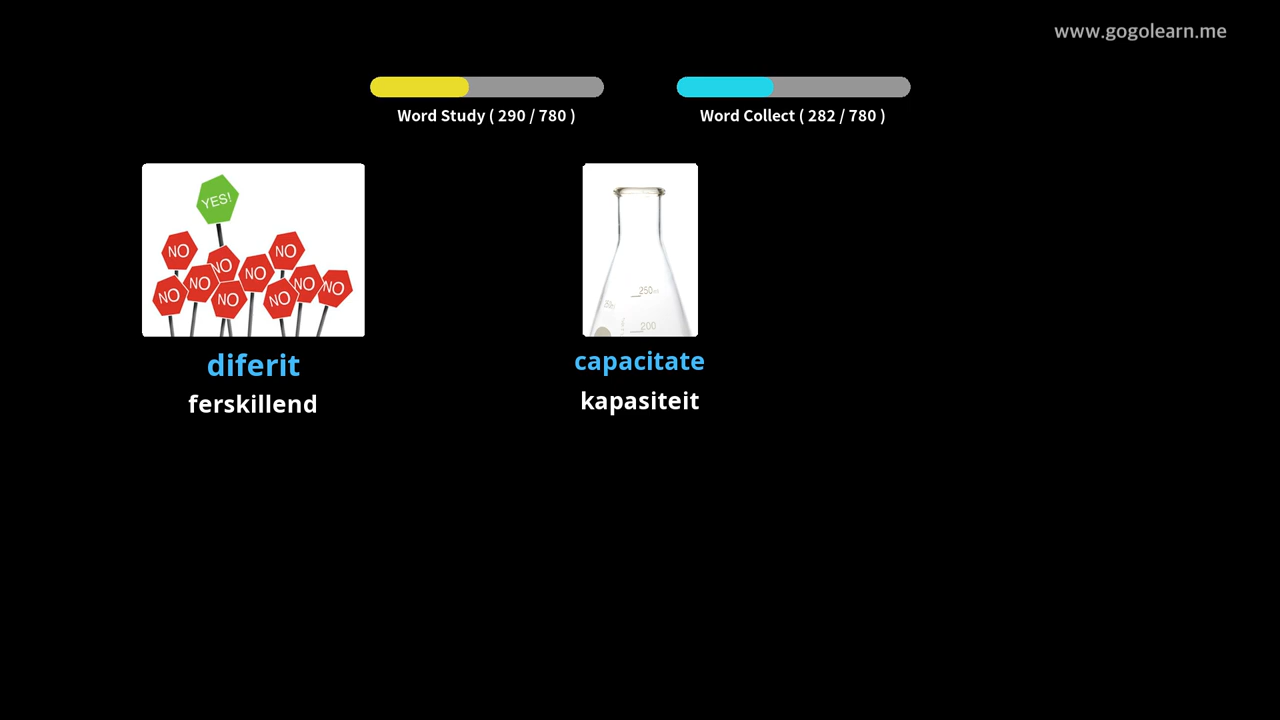 www.gogolearn.me
Word Study ( 290 / 780 )
Word Collect ( 282 / 780 )
YES!
NO
NO
NO
NO
NO
NO
NO
NO
NO
NO
250
200
diferit
capacitate
ferskillend
kapasiteit